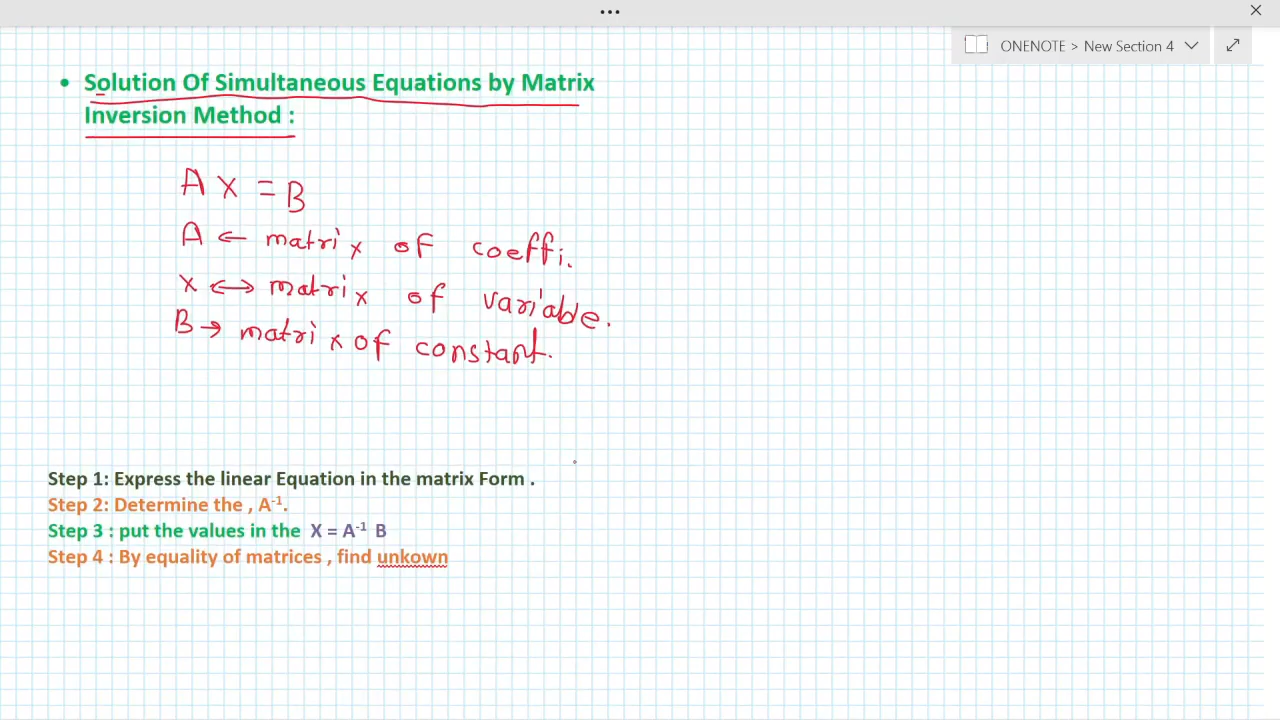 •••
ONENOTE > New Section 4
• Solution Of Simultaneous Equations by Matrix
Inversion Method :
A X = B
A ← matrix of coeffi.
X ↔ matrix of variable.
B → matrix of constant.
Step 1: Express the linear Equation in the matrix Form .
Step 2: Determine the , A⁻¹.
Step 3 : put the values in the X = A⁻¹ B
Step 4 : By equality of matrices , find unkown